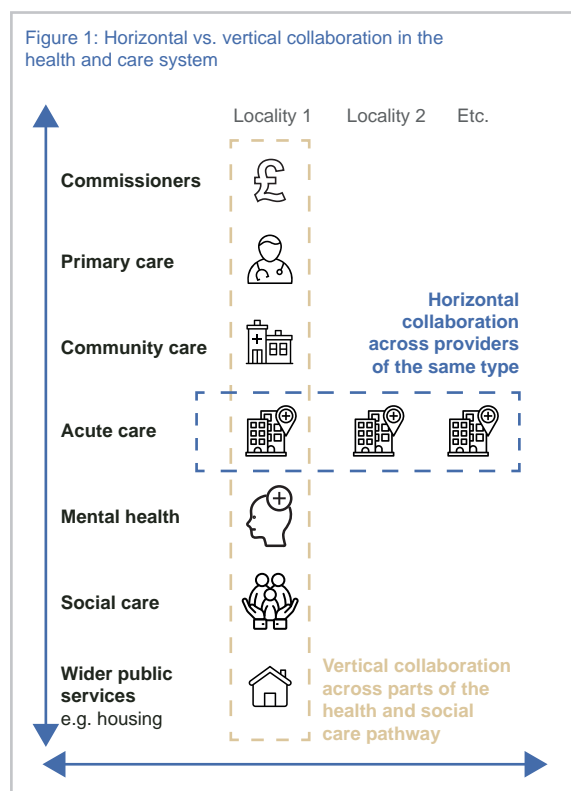 Figure 1: Horizontal vs. vertical collaboration in the
health and care system
Locality 1 Locality 2 Etc.
Commissioners
£
Primary care
Horizontal
collaboration
across providers
of the same type
Community care
Acute care
Mental health
Social care
Wider public
services
e.g. housing
Vertical collaboration
across parts of the
health and social
care pathway